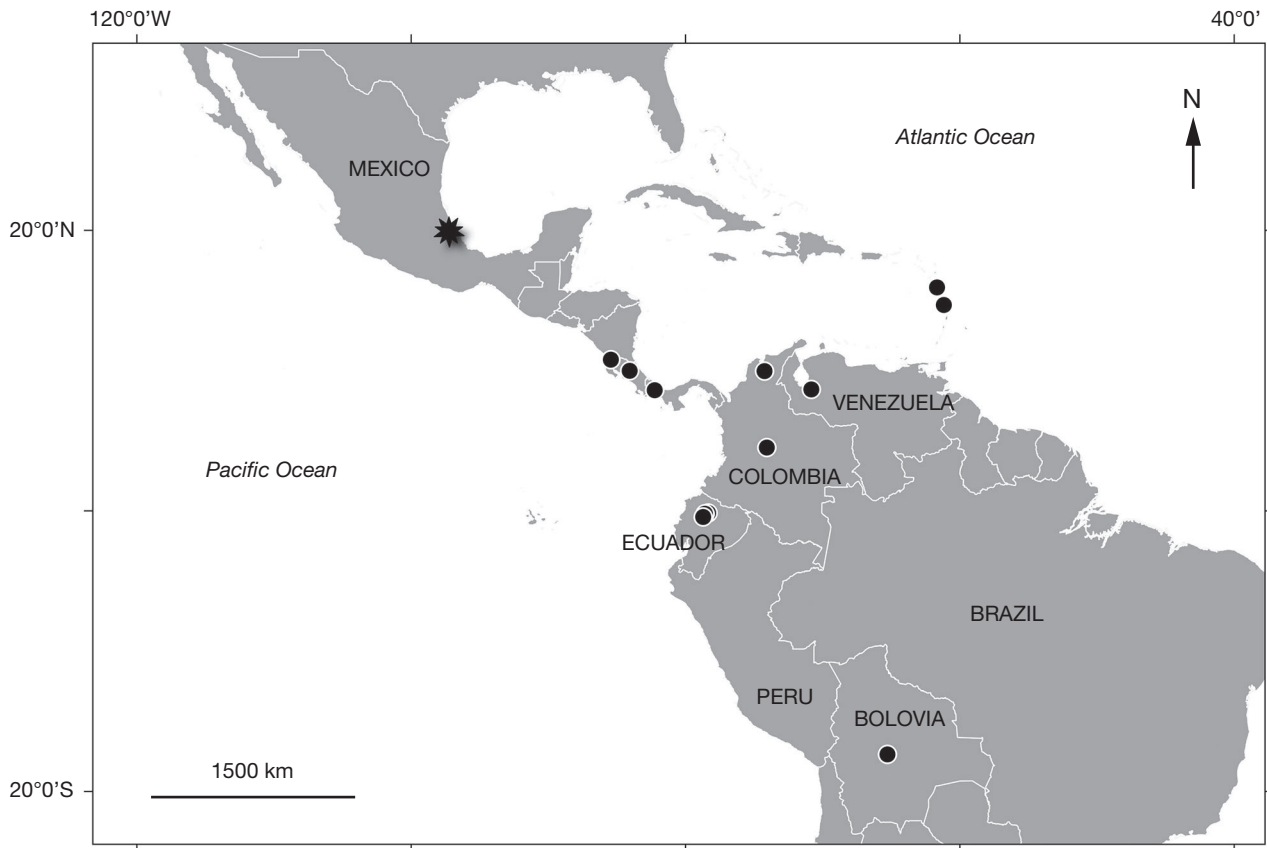 120°0'W
40°0'
N
Atlantic Ocean
MEXICO
20°0'N
VENEZUELA
Pacific Ocean
COLOMBIA
ECUADOR
BRAZIL
PERU
BOLOVIA
1500 km
20°0'S